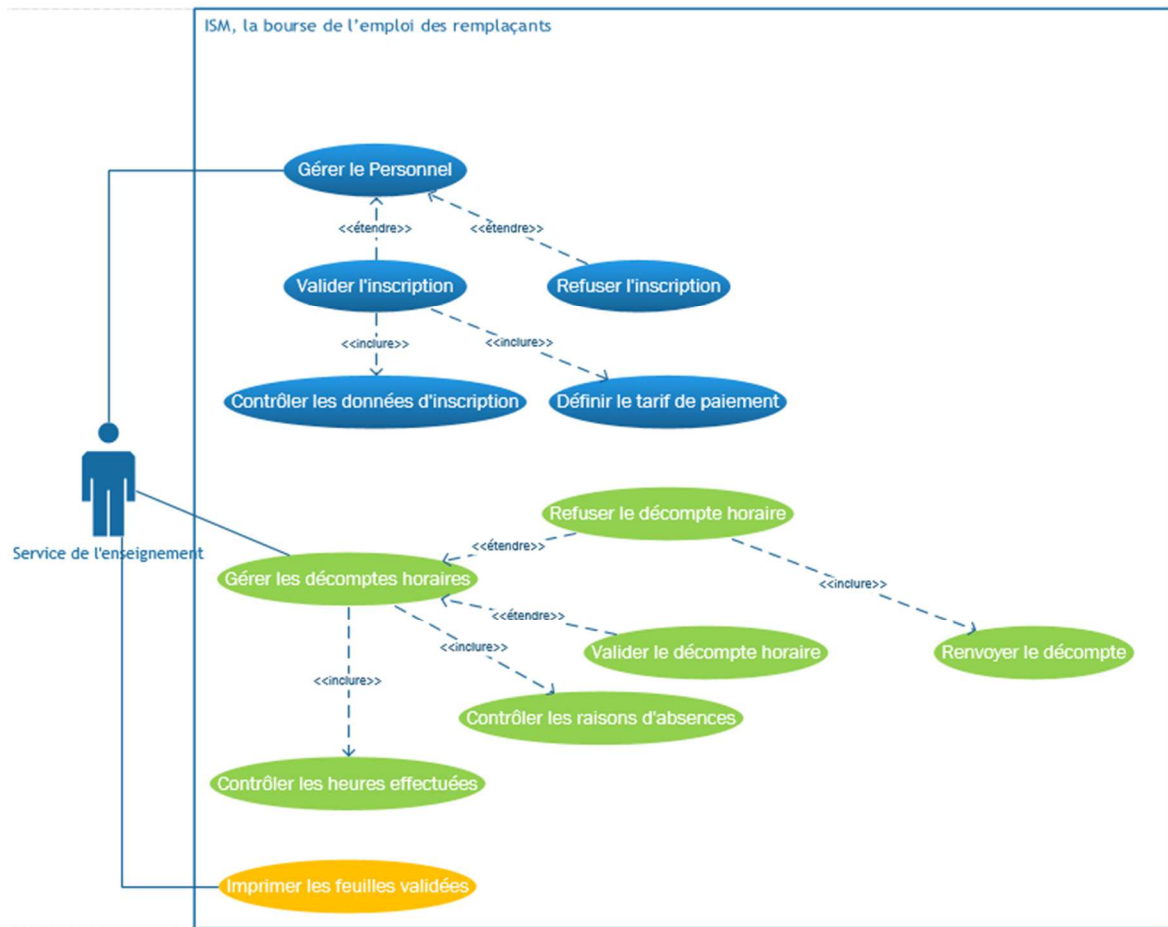 ISM, la bourse de l'emploi des remplaçants
Gérer le Personnel
<<étendre>>
<<étendre>>
Valider l'inscription
Refuser l'inscription
<<inclure>>
<<inclure>>
Contrôler les données d'inscription
Définir le tarif de paiement
Refuser le décompte horaire
<<étendre>>
Service de l'enseignement
Gérer les décomptes horaires
<<inclure>>
<<étendre>>
<<inclure>>
Valider le décompte horaire
Renvoyer le décompte
<<inclure>>
Contrôler les raisons d'absences
Contrôler les heures effectuées
Imprimer les feuilles validées